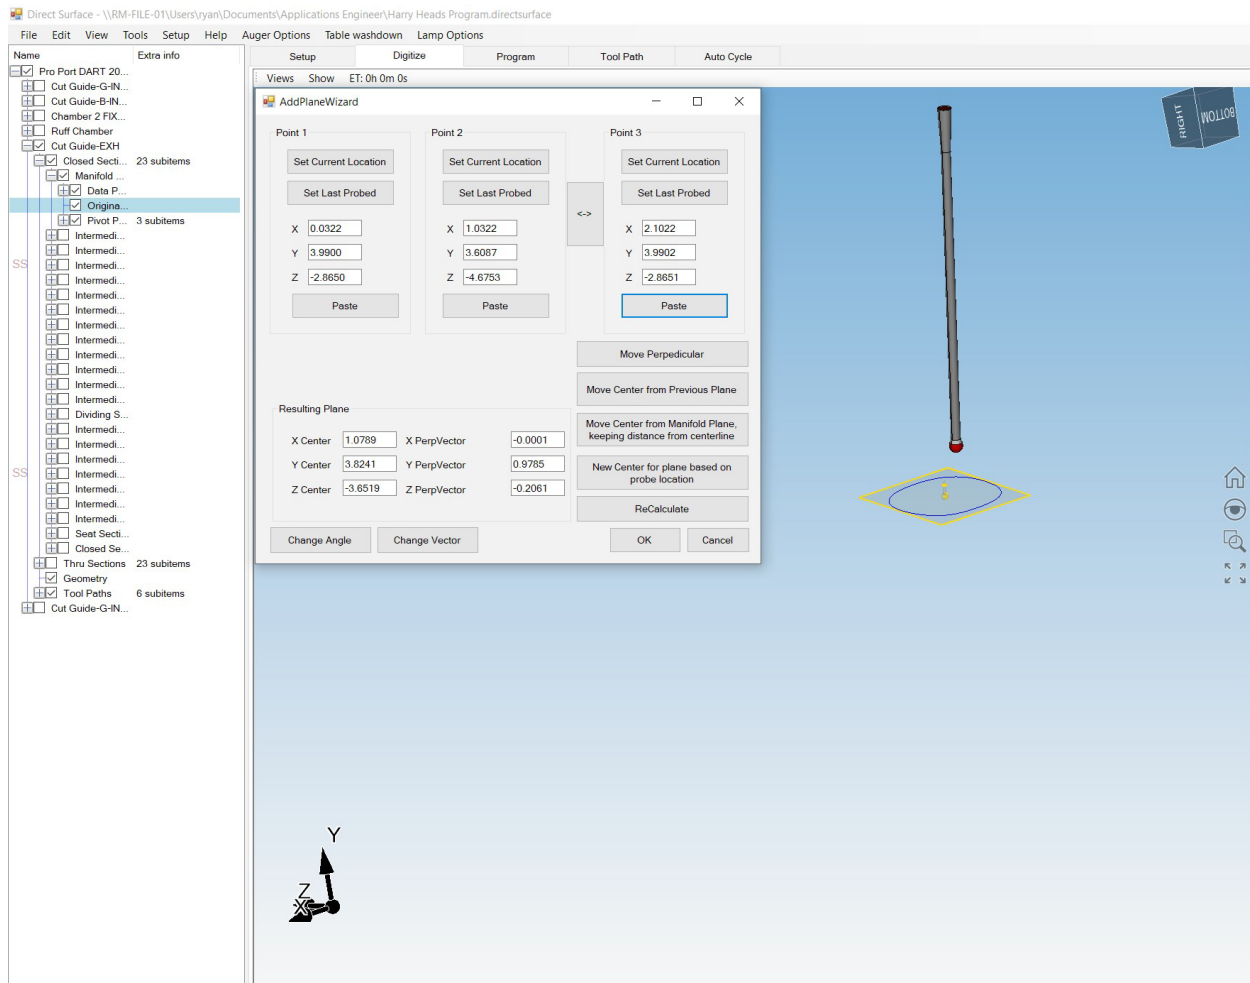 Direct Surface - \\RM-FILE-01\Users\ryan\Documents\Applications Engineer\Harry Heads Program.directsurface
File Edit View Tools Setup Help Auger Options Table washdown Lamp Options
Name Extra info
Pro Port DART 20...
Cut Guide-G-IN...
Cut Guide-B-IN...
Chamber 2 FIX...
Ruff Chamber
Cut Guide-EXH
Closed Secti... 23 subitems
Manifold ...
Data P...
Origina...
Pivot P... 3 subitems
Intermedi...
Intermedi...
SS
Intermedi...
Intermedi...
Intermedi...
Intermedi...
Intermedi...
Intermedi...
Intermedi...
Intermedi...
Intermedi...
Intermedi...
Dividing S...
Intermedi...
Intermedi...
Intermedi...
SS
Intermedi...
Intermedi...
Intermedi...
Intermedi...
Seat Secti...
Closed Se...
Thru Sections 23 subitems
Geometry
Tool Paths 6 subitems
Cut Guide-G-IN...
Setup Digitize Program Tool Path Auto Cycle
Views Show ET: 0h 0m 0s
AddPlaneWizard
Point 1 Point 2 Point 3
Set Current Location Set Current Location Set Current Location
Set Last Probed Set Last Probed Set Last Probed
<->
X 0.0322 X 1.0322 X 2.1022
Y 3.9900 Y 3.6087 Y 3.9902
Z -2.8650 Z -4.6753 Z -2.8651
Paste Paste Paste
Move Perpedicular
Move Center from Previous Plane
Move Center from Manifold Plane,
keeping distance from centerline
New Center for plane based on
probe location
ReCalculate
Resulting Plane
X Center 1.0789 X PerpVector -0.0001
Y Center 3.8241 Y PerpVector 0.9785
Z Center -3.6519 Z PerpVector -0.2061
Change Angle Change Vector OK Cancel
RIGHT
BOTTOM
Y
Z
X